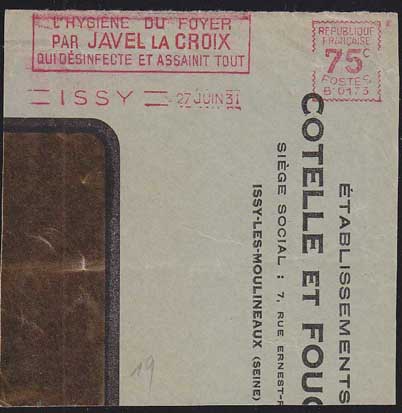 L'HYGIÈNE DU FOYER
PAR JAVEL LA CROIX
QUI DÉSINFECTE ET ASSAINIT TOUT
ISSY
27 JUIN 31
RÉPUBLIQUE
FRANÇAISE
75c
POSTES
B·0173
ÉTABLISSEMENTS
COTELLE ET FOUC
SIÈGE SOCIAL : 7, RUE ERNEST-
ISSY-LES-MOULINEAUX (SEINE)
19